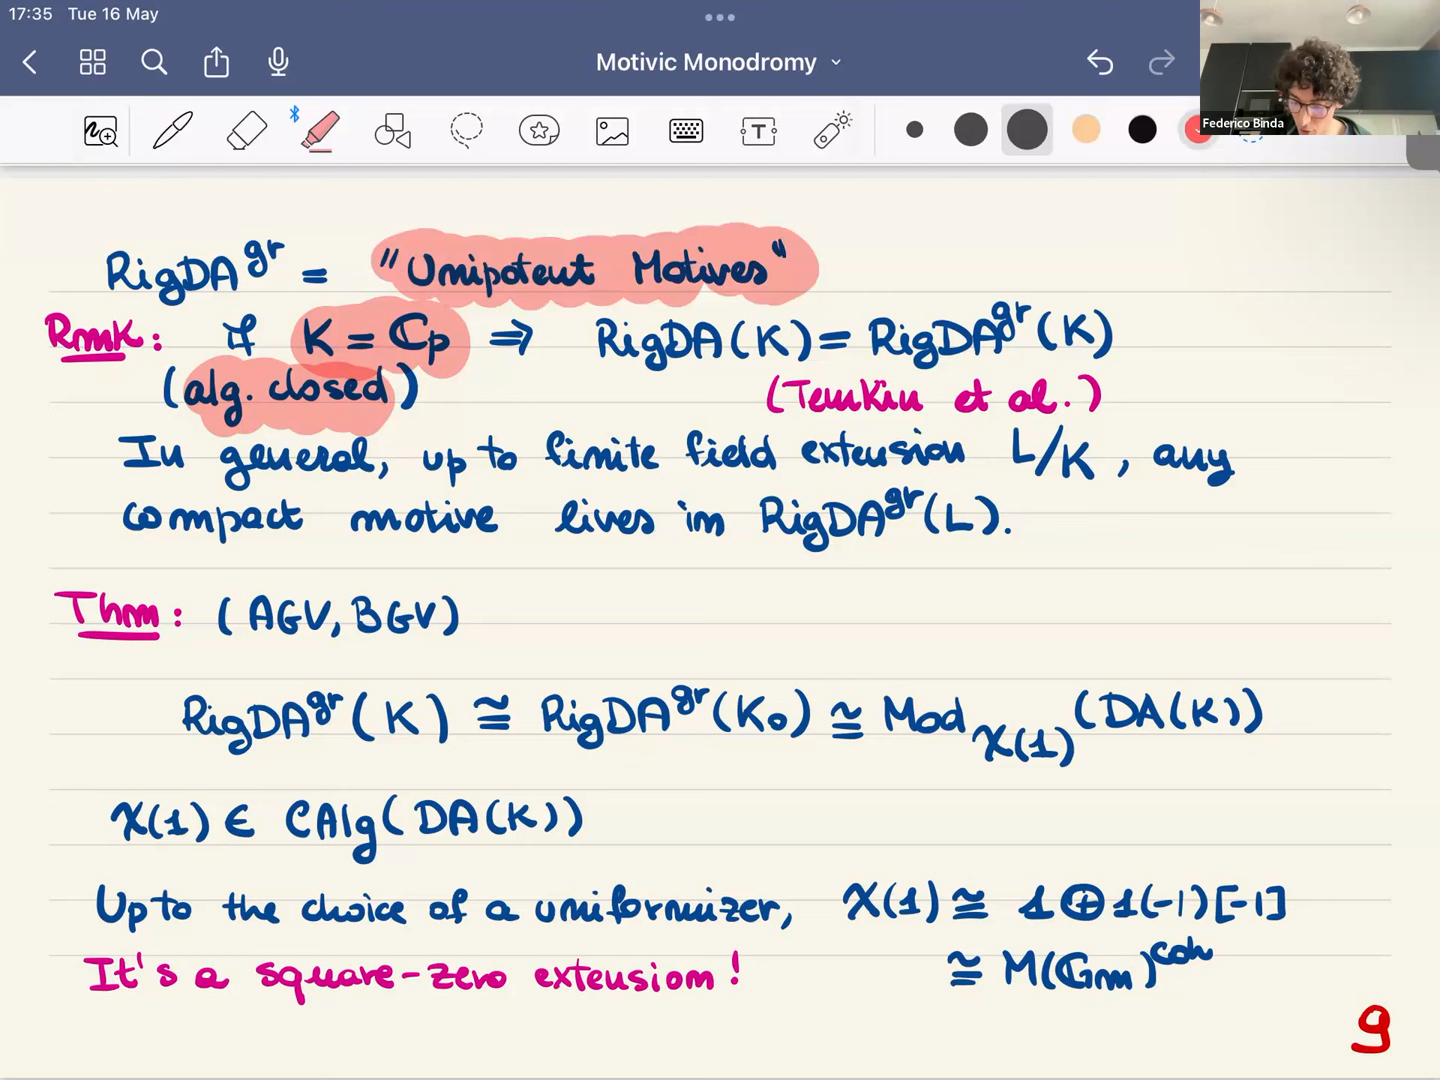 17:35 Tue 16 May
Motivic Monodromy
Federico Binda
RigDA^gr = "Unipotent Motives"
Rmk: If K = ℂp ⇒ RigDA(K) = RigDA^gr(K)
(alg. closed) (Temkin et al.)
In general, up to finite field extension L/K, any
compact motive lives in RigDA^gr(L).
Thm: (AGV, BGV)
RigDA^gr(K) ≅ RigDA^gr(K₀) ≅ Mod_χ(1) (DA(k))
χ(1) ∈ CAlg(DA(k))
Up to the choice of a uniformizer, χ(1) ≅ 1 ⊕ 1(-1)[-1]
It's a square-zero extension! ≅ M(𝔾m)^coh
9